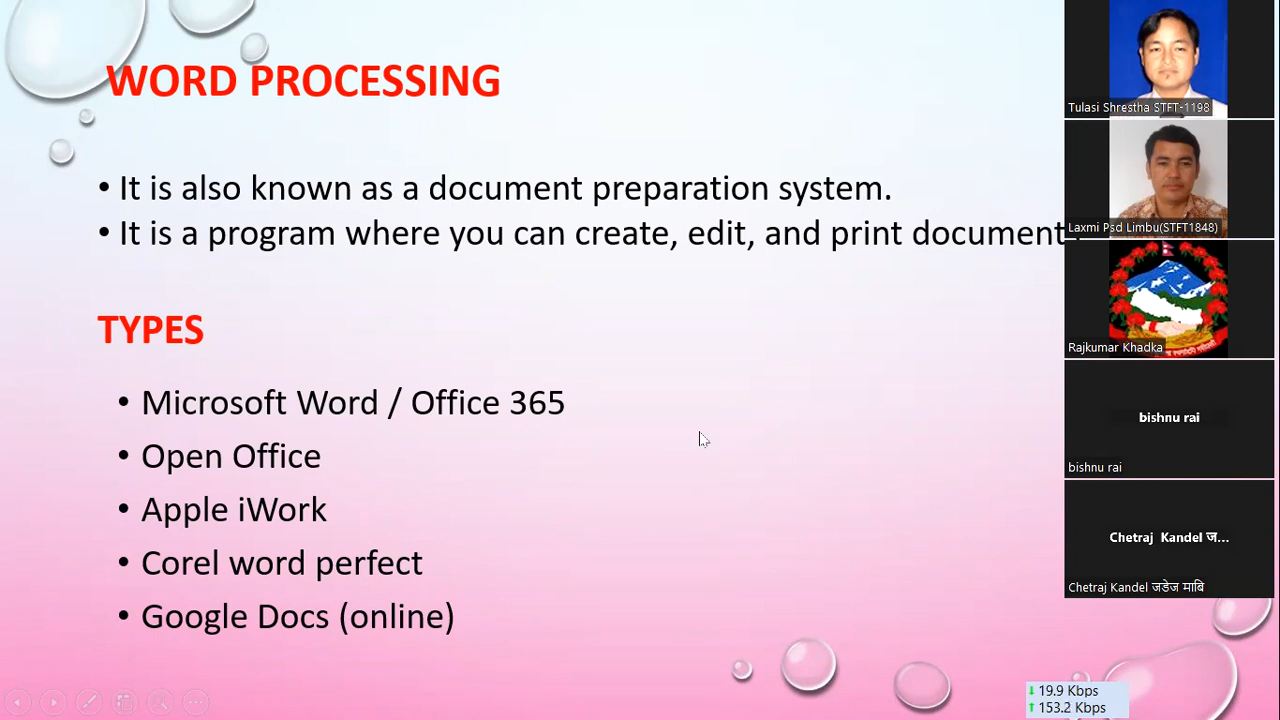 WORD PROCESSING
• It is also known as a document preparation system.
• It is a program where you can create, edit, and print document
TYPES
• Microsoft Word / Office 365
• Open Office
• Apple iWork
• Corel word perfect
• Google Docs (online)
Tulasi Shrestha STFT-1198
Laxmi Psd Limbu(STFT1848)
Rajkumar Khadka
bishnu rai
bishnu rai
Chetraj Kandel ज...
Chetraj Kandel जडेज माबि
↓ 19.9 Kbps
↑ 153.2 Kbps